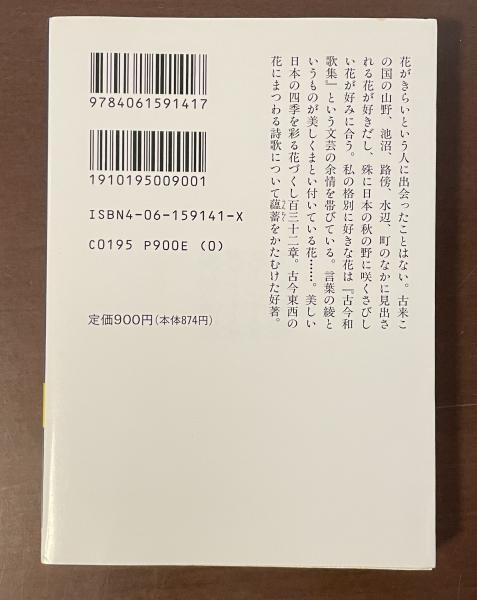 花がきらいという人に出会ったことはない。古来こ
の国の山野、池沼、路傍、水辺、町のなかに見出さ
れる花が好きだし、殊に日本の秋の野に咲くさびし
い花が好みに合う。私の格別に好きな花は『古今和
歌集』という文芸の余情を帯びている。言葉の綾と
いうものが美しくまとい付いている花……。美しい
日本の四季を彩る花づくし百三十二章。古今東西の
花にまつわる詩歌について蘊蓄をかたむけた好著。
9784061591417
1910195009001
ISBN4-06-159141-X
C0195 P900E (0)
定価900円(本体874円)